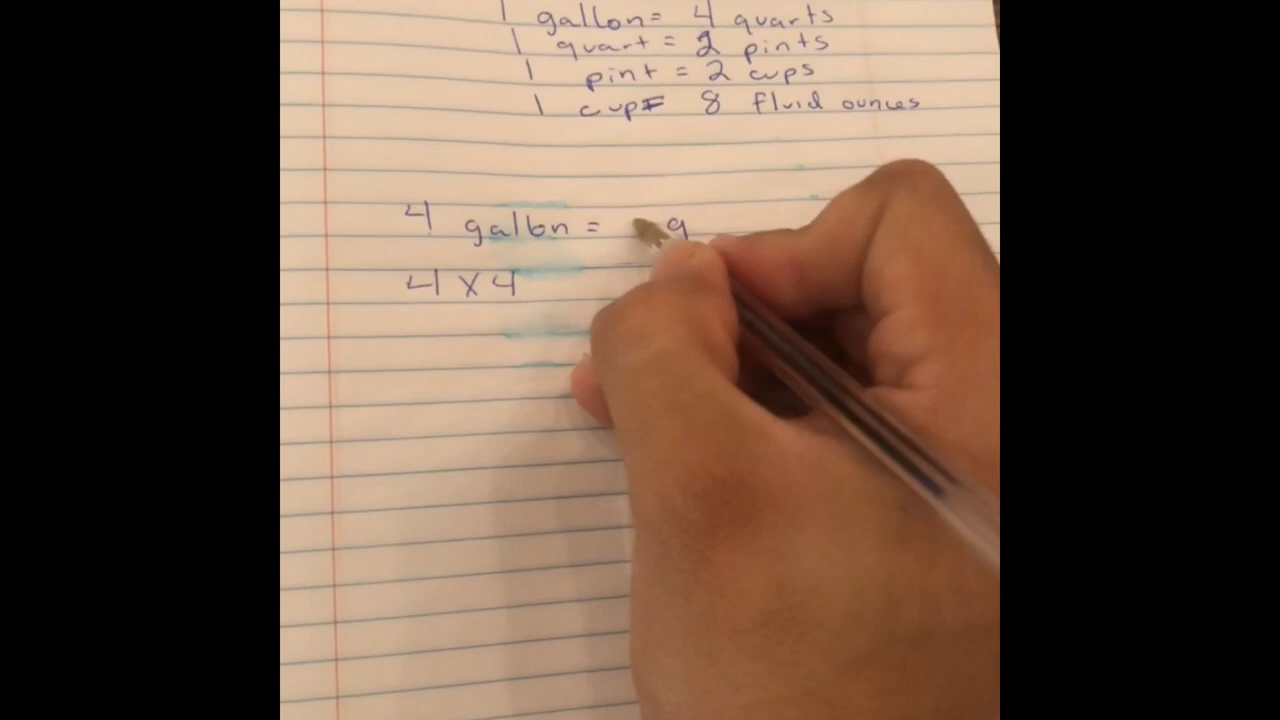 1 gallon= 4 quarts
1 quart = 2 pints
1 pint = 2 cups
1 cup= 8 fluid ounces
4 gallon = q
4 x 4